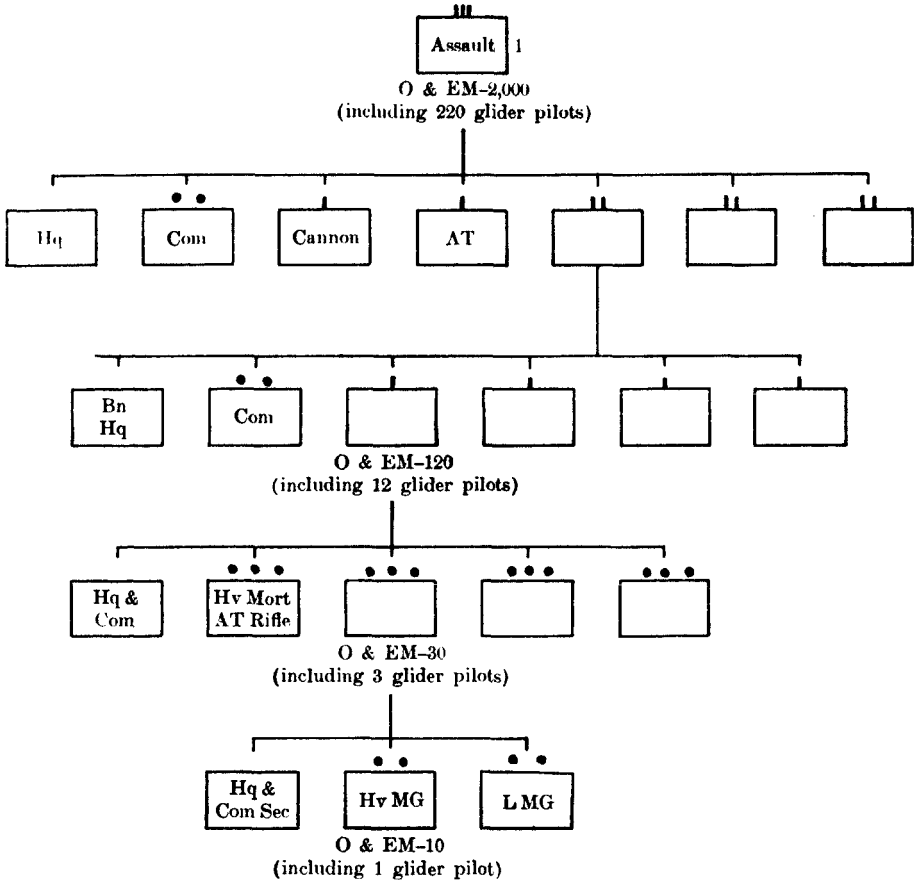 Assault 1
O & EM–2,000
(including 220 glider pilots)
Hq
Com
Cannon
AT
Bn
Hq
Com
O & EM–120
(including 12 glider pilots)
Hq &
Com
Hv Mort
AT Rifle
O & EM–30
(including 3 glider pilots)
Hq &
Com Sec
Hv MG
L MG
O & EM–10
(including 1 glider pilot)